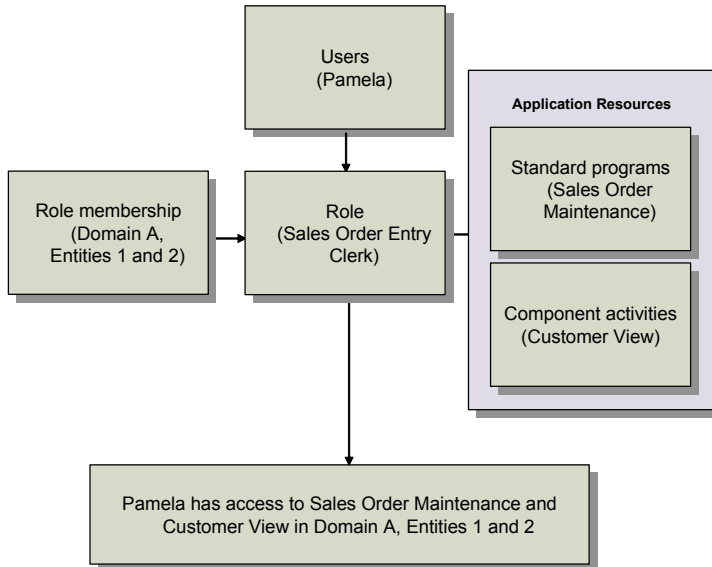 Users
(Pamela)
Application Resources
Standard programs
(Sales Order
Maintenance)
Role membership
(Domain A,
Entities 1 and 2)
Role
(Sales Order Entry
Clerk)
Component activities
(Customer View)
Pamela has access to Sales Order Maintenance and
Customer View in Domain A, Entities 1 and 2